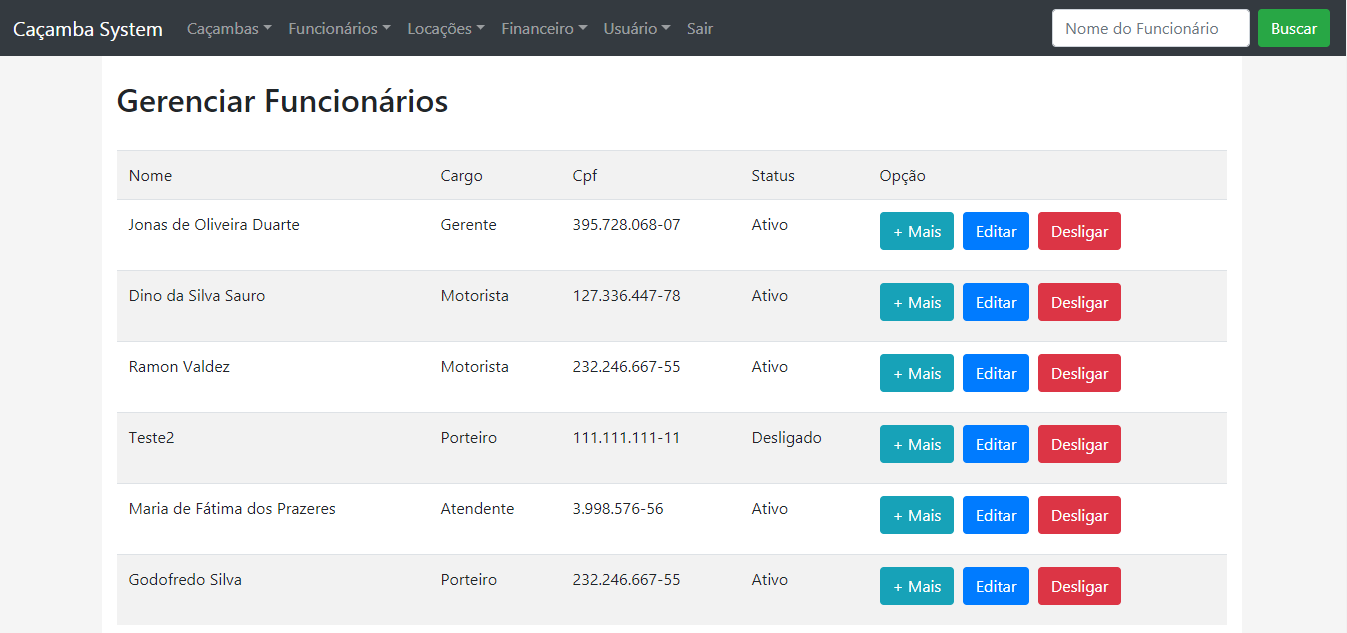 Caçamba System Caçambas Funcionários Locações Financeiro Usuário Sair Nome do Funcionário Buscar
Gerenciar Funcionários
Nome Cargo Cpf Status Opção
Jonas de Oliveira Duarte Gerente 395.728.068-07 Ativo + Mais Editar Desligar
Dino da Silva Sauro Motorista 127.336.447-78 Ativo + Mais Editar Desligar
Ramon Valdez Motorista 232.246.667-55 Ativo + Mais Editar Desligar
Teste2 Porteiro 111.111.111-11 Desligado + Mais Editar Desligar
Maria de Fátima dos Prazeres Atendente 3.998.576-56 Ativo + Mais Editar Desligar
Godofredo Silva Porteiro 232.246.667-55 Ativo + Mais Editar Desligar